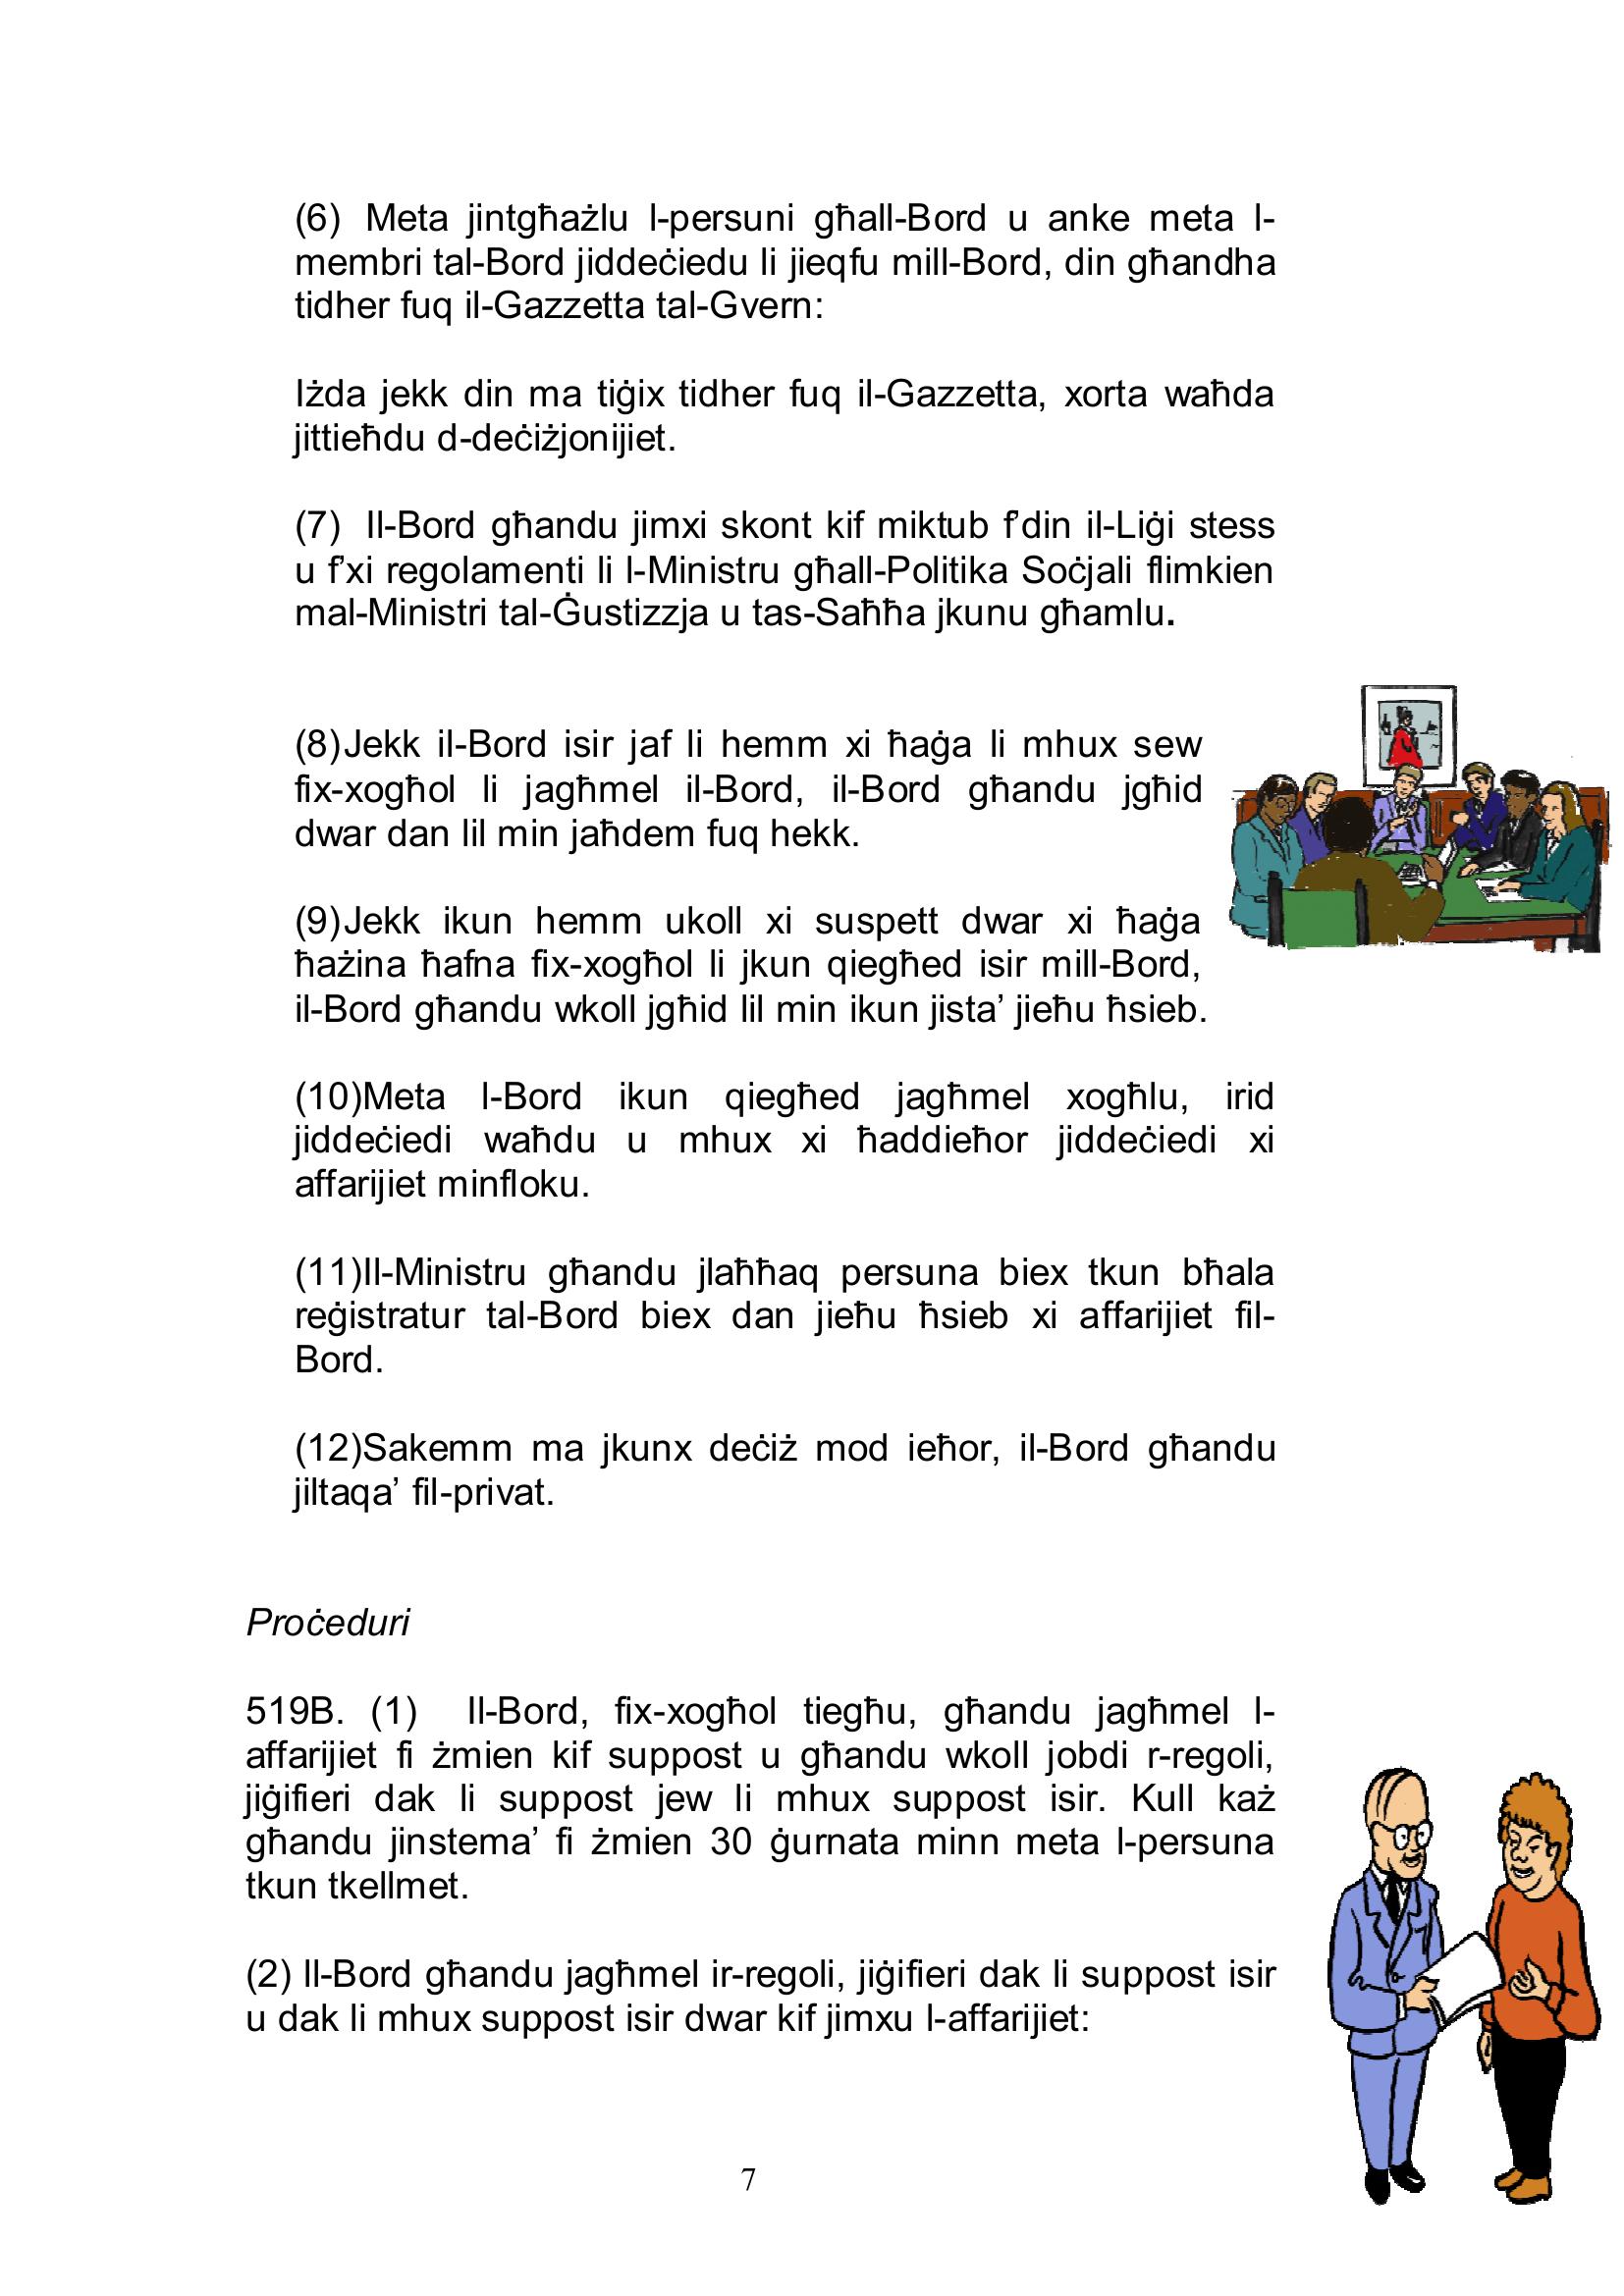 (6) Meta jintgħażlu l-persuni għall-Bord u anke meta l-
membri tal-Bord jiddeċiedu li jieqfu mill-Bord, din għandha
tidher fuq il-Gazzetta tal-Gvern:
Iżda jekk din ma tiġix tidher fuq il-Gazzetta, xorta waħda
jittieħdu d-deċiżjonijiet.
(7) Il-Bord għandu jimxi skont kif miktub f’din il-Liġi stess
u f’xi regolamenti li l-Ministru għall-Politika Soċjali flimkien
mal-Ministri tal-Ġustizzja u tas-Saħħa jkunu għamlu.
(8)Jekk il-Bord isir jaf li hemm xi ħaġa li mhux sew
fix-xogħol li jagħmel il-Bord, il-Bord għandu jgħid
dwar dan lil min jaħdem fuq hekk.
(9)Jekk ikun hemm ukoll xi suspett dwar xi ħaġa
ħażina ħafna fix-xogħol li jkun qiegħed isir mill-Bord,
il-Bord għandu wkoll jgħid lil min ikun jista’ jieħu ħsieb.
(10)Meta l-Bord ikun qiegħed jagħmel xogħlu, irid
jiddeċiedi waħdu u mhux xi ħaddieħor jiddeċiedi xi
affarijiet minfloku.
(11)Il-Ministru għandu jlaħħaq persuna biex tkun bħala
reġistratur tal-Bord biex dan jieħu ħsieb xi affarijiet fil-
Bord.
(12)Sakemm ma jkunx deċiż mod ieħor, il-Bord għandu
jiltaqa’ fil-privat.
Proċeduri
519B. (1) Il-Bord, fix-xogħol tiegħu, għandu jagħmel l-
affarijiet fi żmien kif suppost u għandu wkoll jobdi r-regoli,
jiġifieri dak li suppost jew li mhux suppost isir. Kull każ
għandu jinstema’ fi żmien 30 ġurnata minn meta l-persuna
tkun tkellmet.
(2) Il-Bord għandu jagħmel ir-regoli, jiġifieri dak li suppost isir
u dak li mhux suppost isir dwar kif jimxu l-affarijiet:
7